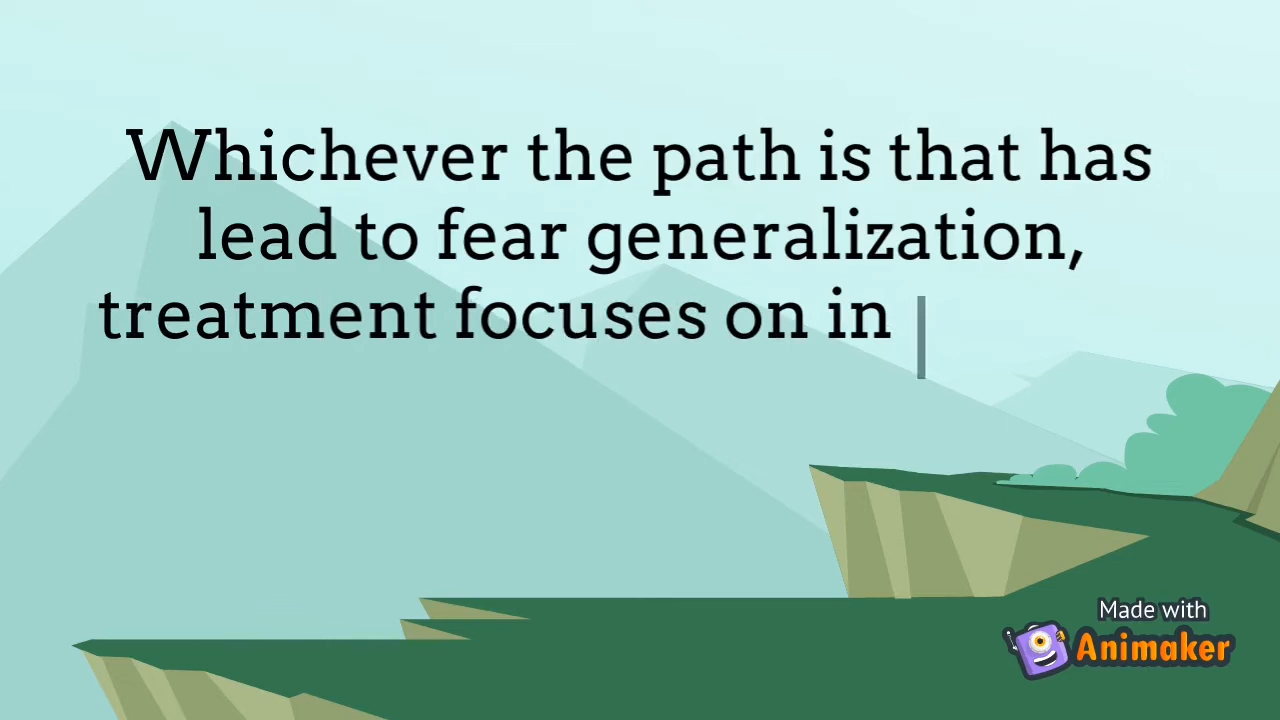 Whichever the path is that has
lead to fear generalization,
treatment focuses on in
Made with
Animaker